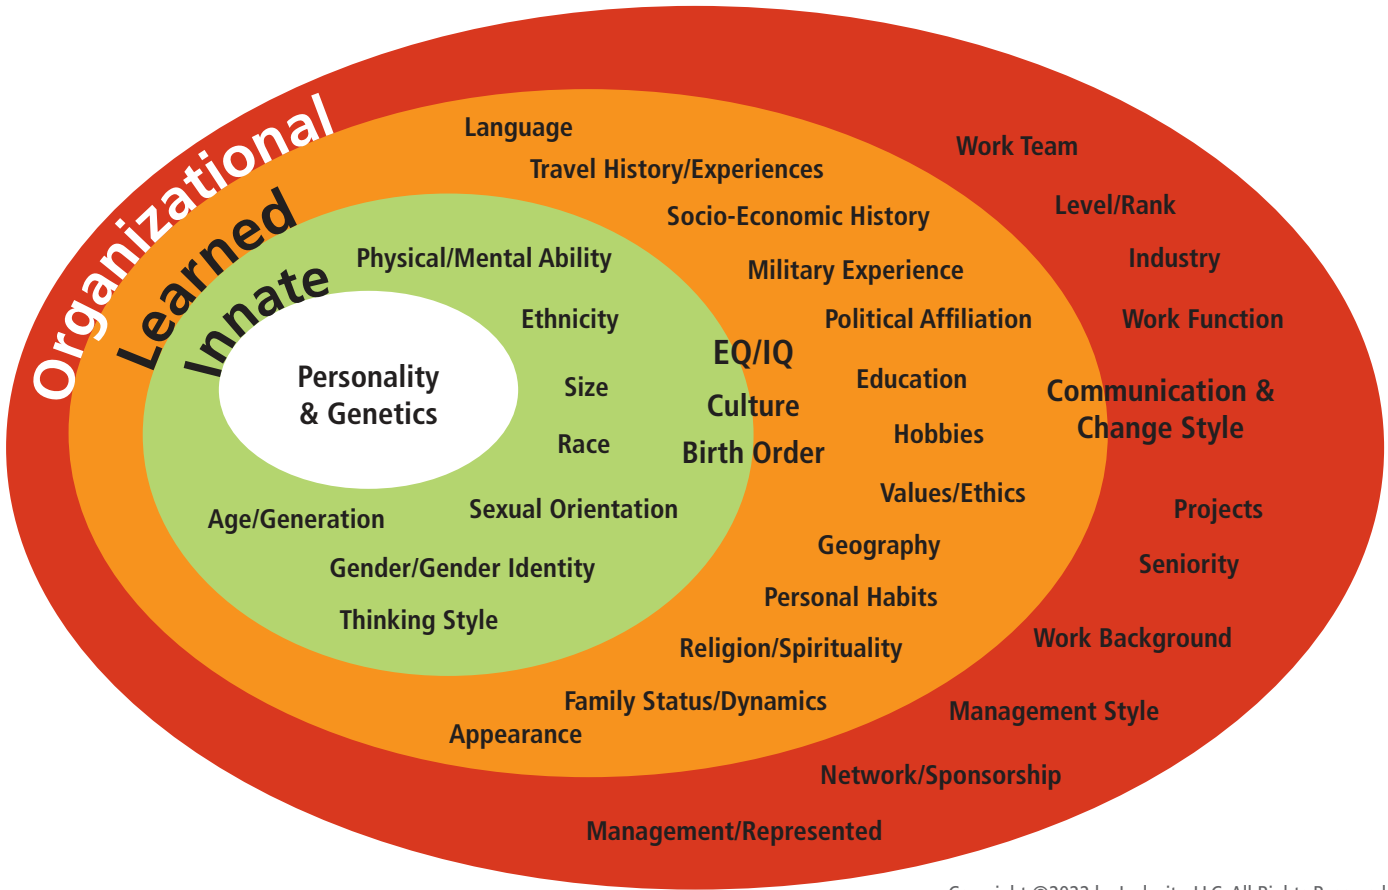 Organizational
Learned
Innate
Personality
& Genetics
Physical/Mental Ability
Ethnicity
Size
Race
Sexual Orientation
Age/Generation
Gender/Gender Identity
Thinking Style
EQ/IQ
Culture
Birth Order
Language
Travel History/Experiences
Socio-Economic History
Military Experience
Political Affiliation
Education
Hobbies
Values/Ethics
Geography
Personal Habits
Religion/Spirituality
Family Status/Dynamics
Appearance
Communication &
Change Style
Work Team
Level/Rank
Industry
Work Function
Projects
Seniority
Work Background
Management Style
Network/Sponsorship
Management/Represented